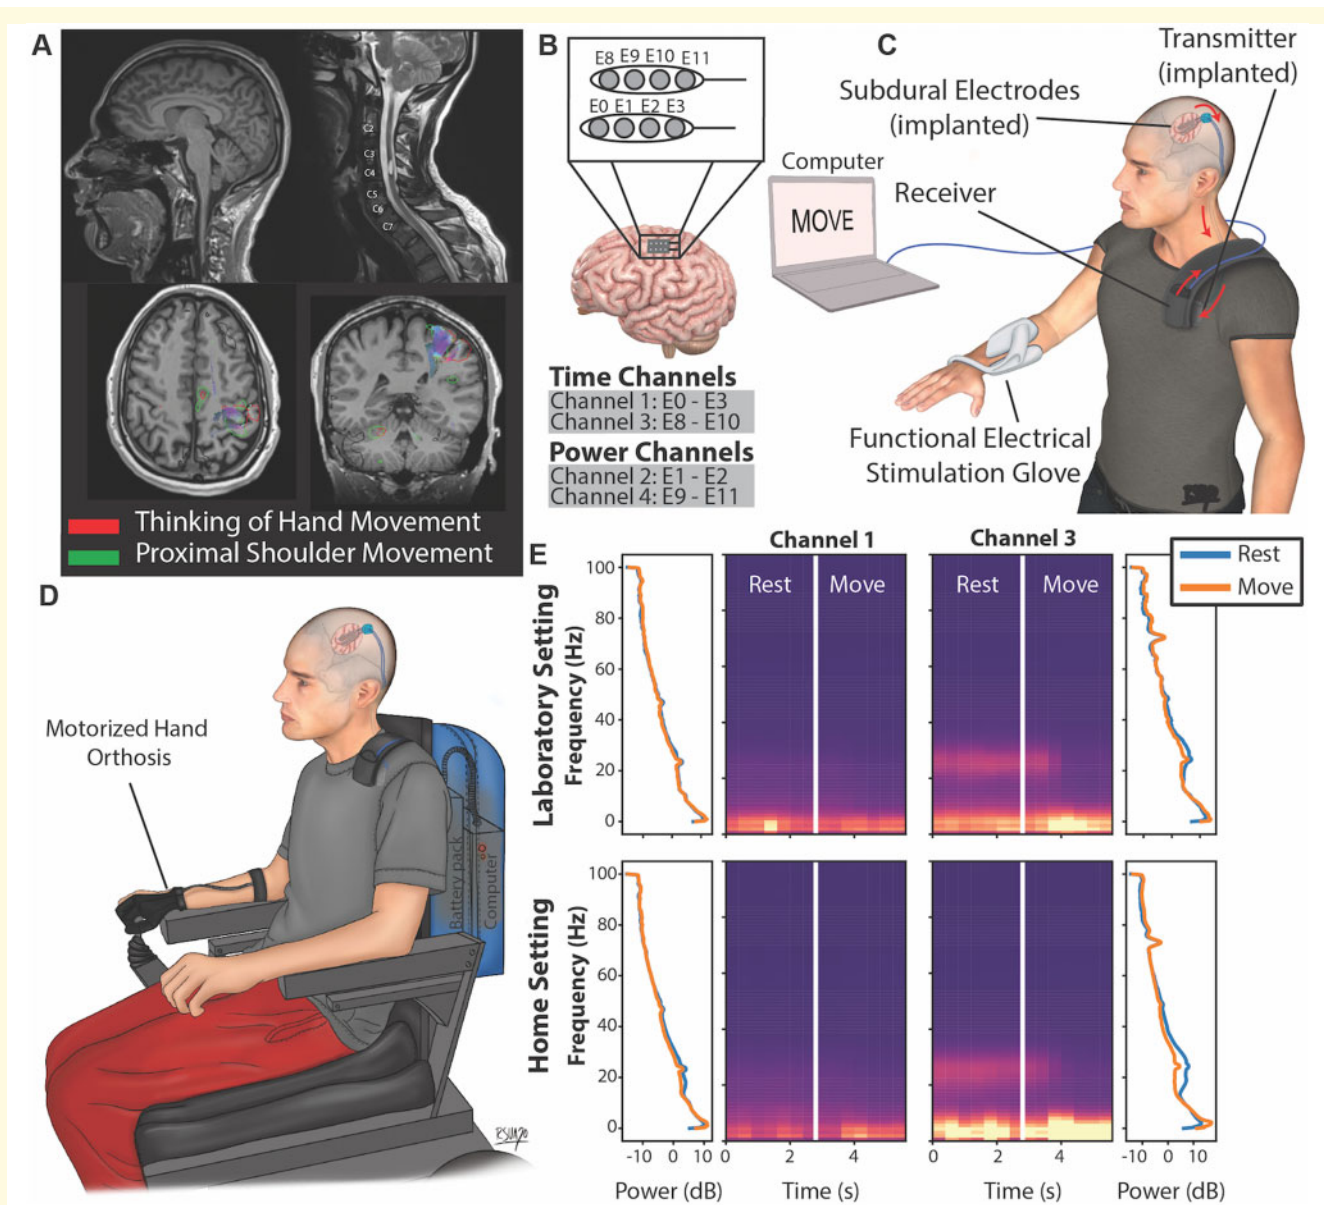 A
C2
C3
C4
C5
C6
C7
Thinking of Hand Movement
Proximal Shoulder Movement
B
E8 E9 E10 E11
E0 E1 E2 E3
Time Channels
Channel 1: E0 - E3
Channel 3: E8 - E10
Power Channels
Channel 2: E1 - E2
Channel 4: E9 - E11
C
Transmitter
(implanted)
Subdural Electrodes
(implanted)
Computer
MOVE
Receiver
Functional Electrical
Stimulation Glove
D
Motorized Hand
Orthosis
Battery pack
Computer
E
Channel 1
Channel 3
Rest
Move
Laboratory Setting
Frequency (Hz)
100
80
60
40
20
0
Rest
Move
Rest
Move
Home Setting
Frequency (Hz)
100
80
60
40
20
0
-10 0 10
0 2 4
0 2 4
-10 0 10
Power (dB)
Time (s)
Time (s)
Power (dB)